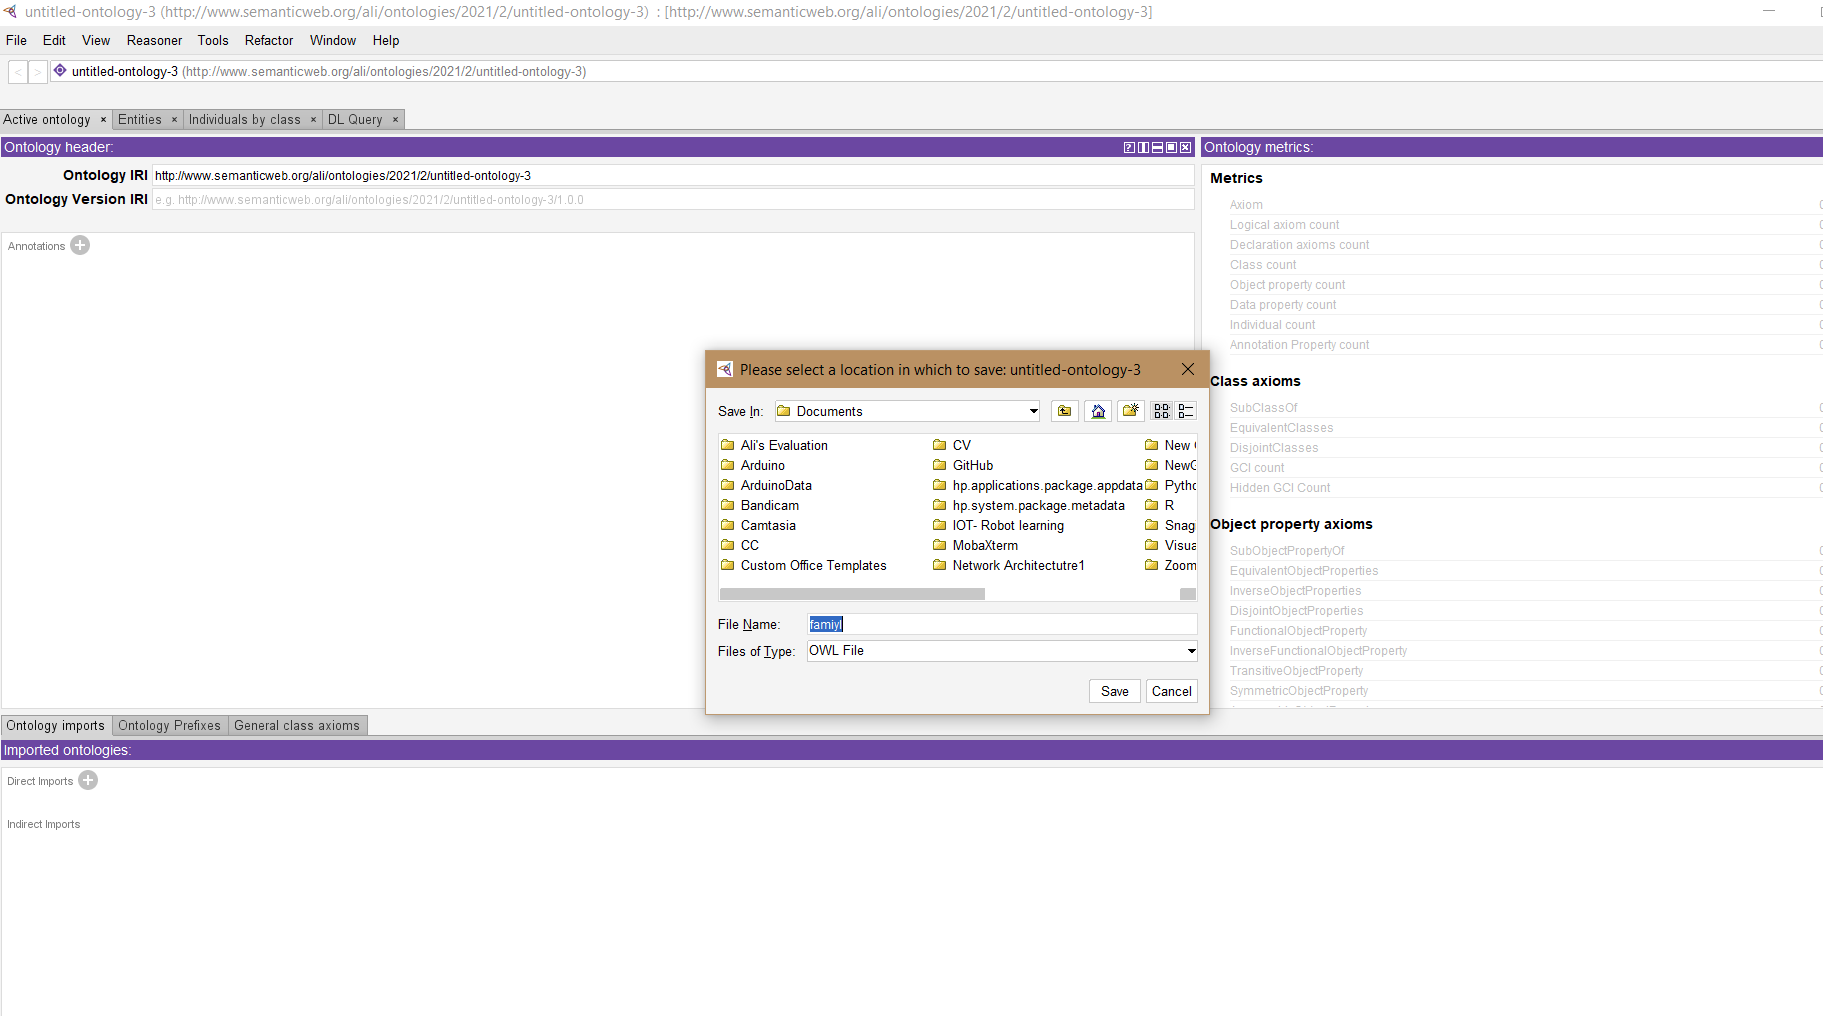 untitled-ontology-3 (http://www.semanticweb.org/ali/ontologies/2021/2/untitled-ontology-3) : [http://www.semanticweb.org/ali/ontologies/2021/2/untitled-ontology-3]
File Edit View Reasoner Tools Refactor Window Help
< > untitled-ontology-3 (http://www.semanticweb.org/ali/ontologies/2021/2/untitled-ontology-3)
Active ontology × Entities × Individuals by class × DL Query ×
Ontology header:
Ontology IRI http://www.semanticweb.org/ali/ontologies/2021/2/untitled-ontology-3
Ontology Version IRI e.g. http://www.semanticweb.org/ali/ontologies/2021/2/untitled-ontology-3/1.0.0
Annotations
Ontology metrics:
Metrics
Axiom
Logical axiom count
Declaration axioms count
Class count
Object property count
Data property count
Individual count
Annotation Property count
Class axioms
SubClassOf
EquivalentClasses
DisjointClasses
GCI count
Hidden GCI Count
Object property axioms
SubObjectPropertyOf
EquivalentObjectProperties
InverseObjectProperties
DisjointObjectProperties
FunctionalObjectProperty
InverseFunctionalObjectProperty
TransitiveObjectProperty
SymmetricObjectProperty
Please select a location in which to save: untitled-ontology-3
Save In: Documents
Ali's Evaluation
Arduino
ArduinoData
Bandicam
Camtasia
CC
Custom Office Templates
CV
GitHub
hp.applications.package.appdata
hp.system.package.metadata
IOT- Robot learning
MobaXterm
Network Architectutre1
New
NewG
Pytho
R
Snag
Visua
Zoom
File Name: famiyl
Files of Type: OWL File
Save Cancel
Ontology imports Ontology Prefixes General class axioms
Imported ontologies:
Direct Imports
Indirect Imports